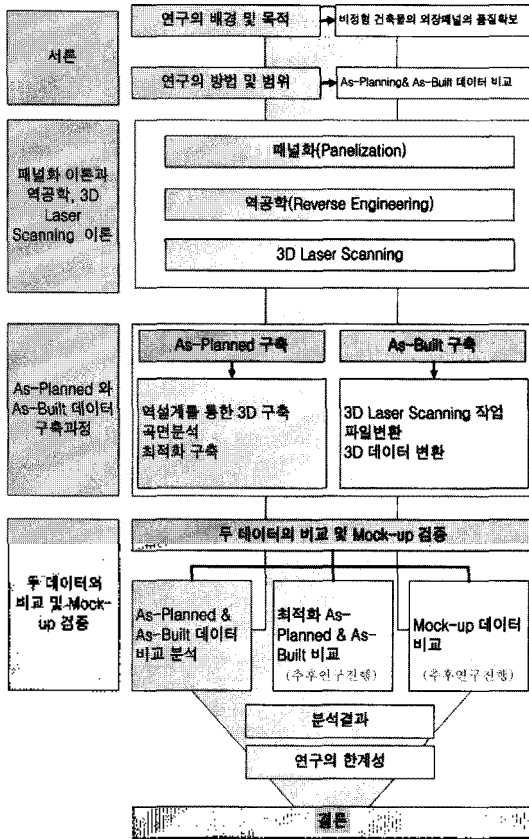 서론
연구의 배경 및 목적
비정형 건축물의 외장패널의 품질확보
연구의 방법 및 범위
As-Planning& As-Built 데이터 비교
패널화 이론과
역공학, 3D
Laser
Scanning 이론
패널화(Panelization)
역공학(Reverse Engineering)
3D Laser Scanning
As-Planned 와
As-Built 데이터
구축과정
As-Planned 구축
As-Built 구축
역설계를 통한 3D 구축
곡면분석
최적화 구축
3D Laser Scanning 작업
파일변환
3D 데이터 변환
두 데이터의
비교 및 Mock-
up 검증
두 데이터의 비교 및 Mock-up 검증
As-Planned &
As-Built 데이터
비교 분석
최적화 As-
Planned & As-
Built 비교
(추후연구진행)
Mock-up 데이터
비교
(추후연구진행)
분석결과
연구의 한계성
결론